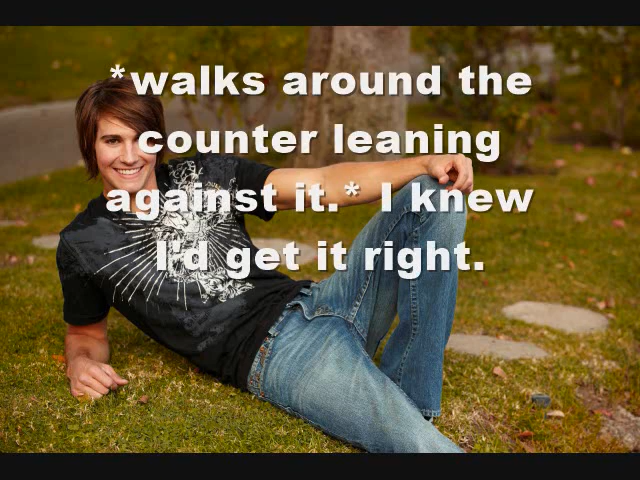 *walks around the
counter leaning
against it.* I knew
I'd get it right.